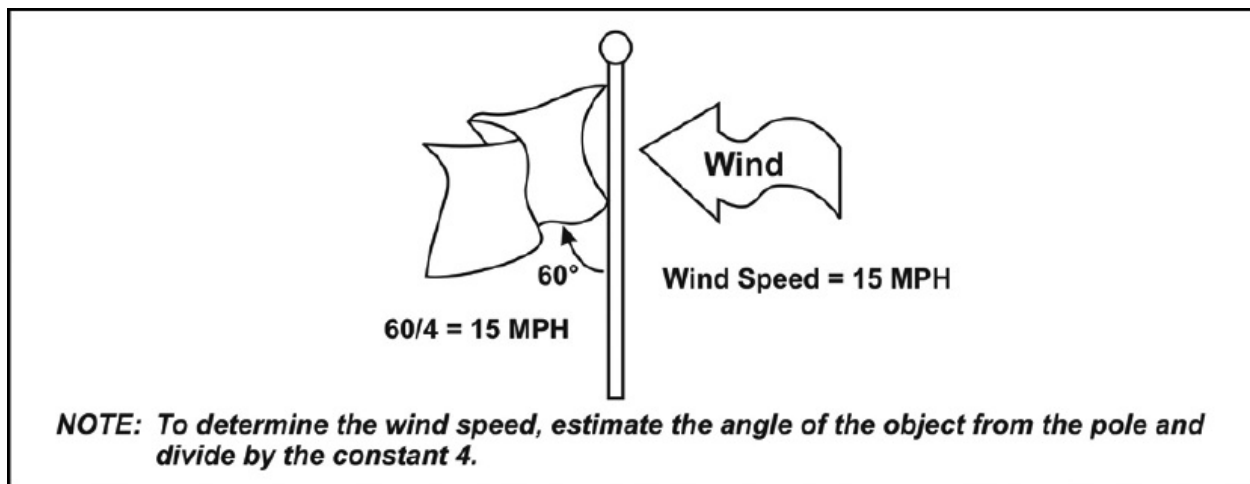 Wind
60°
Wind Speed = 15 MPH
60/4 = 15 MPH
NOTE: To determine the wind speed, estimate the angle of the object from the pole and
divide by the constant 4.